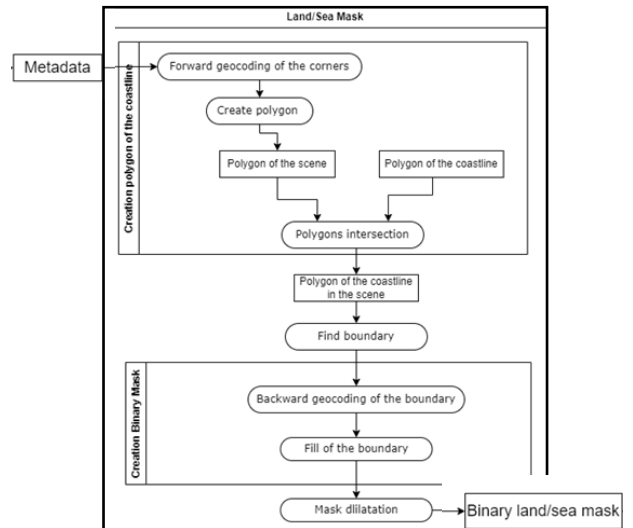 Land/Sea Mask
Creation polygon of the coastline
Metadata
Forward geocoding of the corners
Create polygon
Polygon of the scene
Polygon of the coastline
Polygons intersection
Polygon of the coastline
in the scene
Find boundary
Creation Binary Mask
Backward geocoding of the boundary
Fill of the boundary
Mask dliatation
Binary land/sea mask